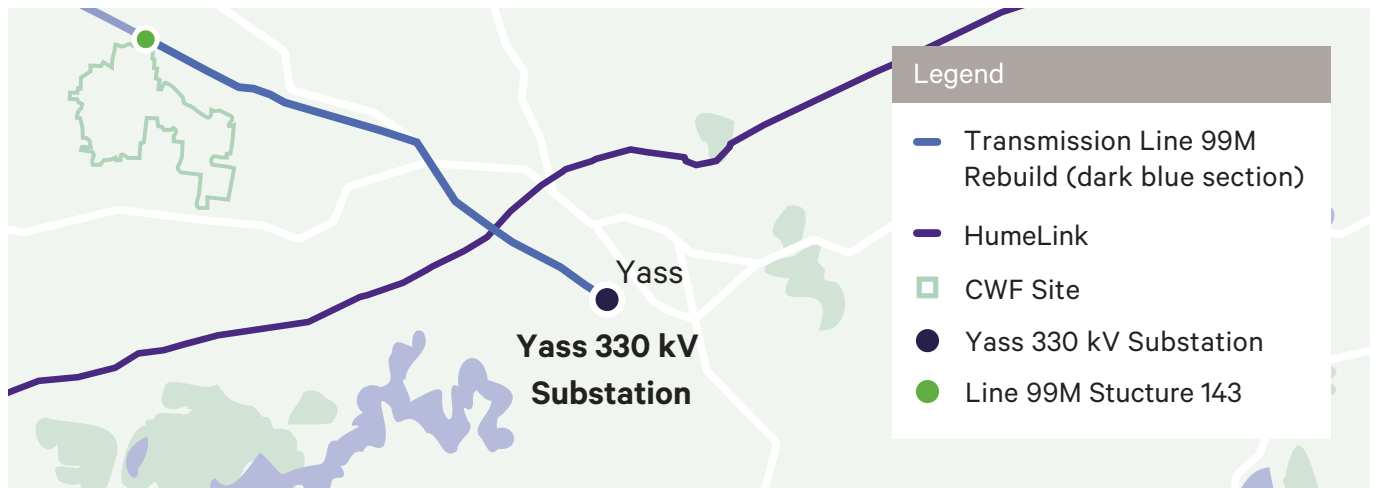 Legend
Transmission Line 99M
Rebuild (dark blue section)
HumeLink
CWF Site
Yass 330 kV Substation
Line 99M Stucture 143
Yass
Yass 330 kV
Substation